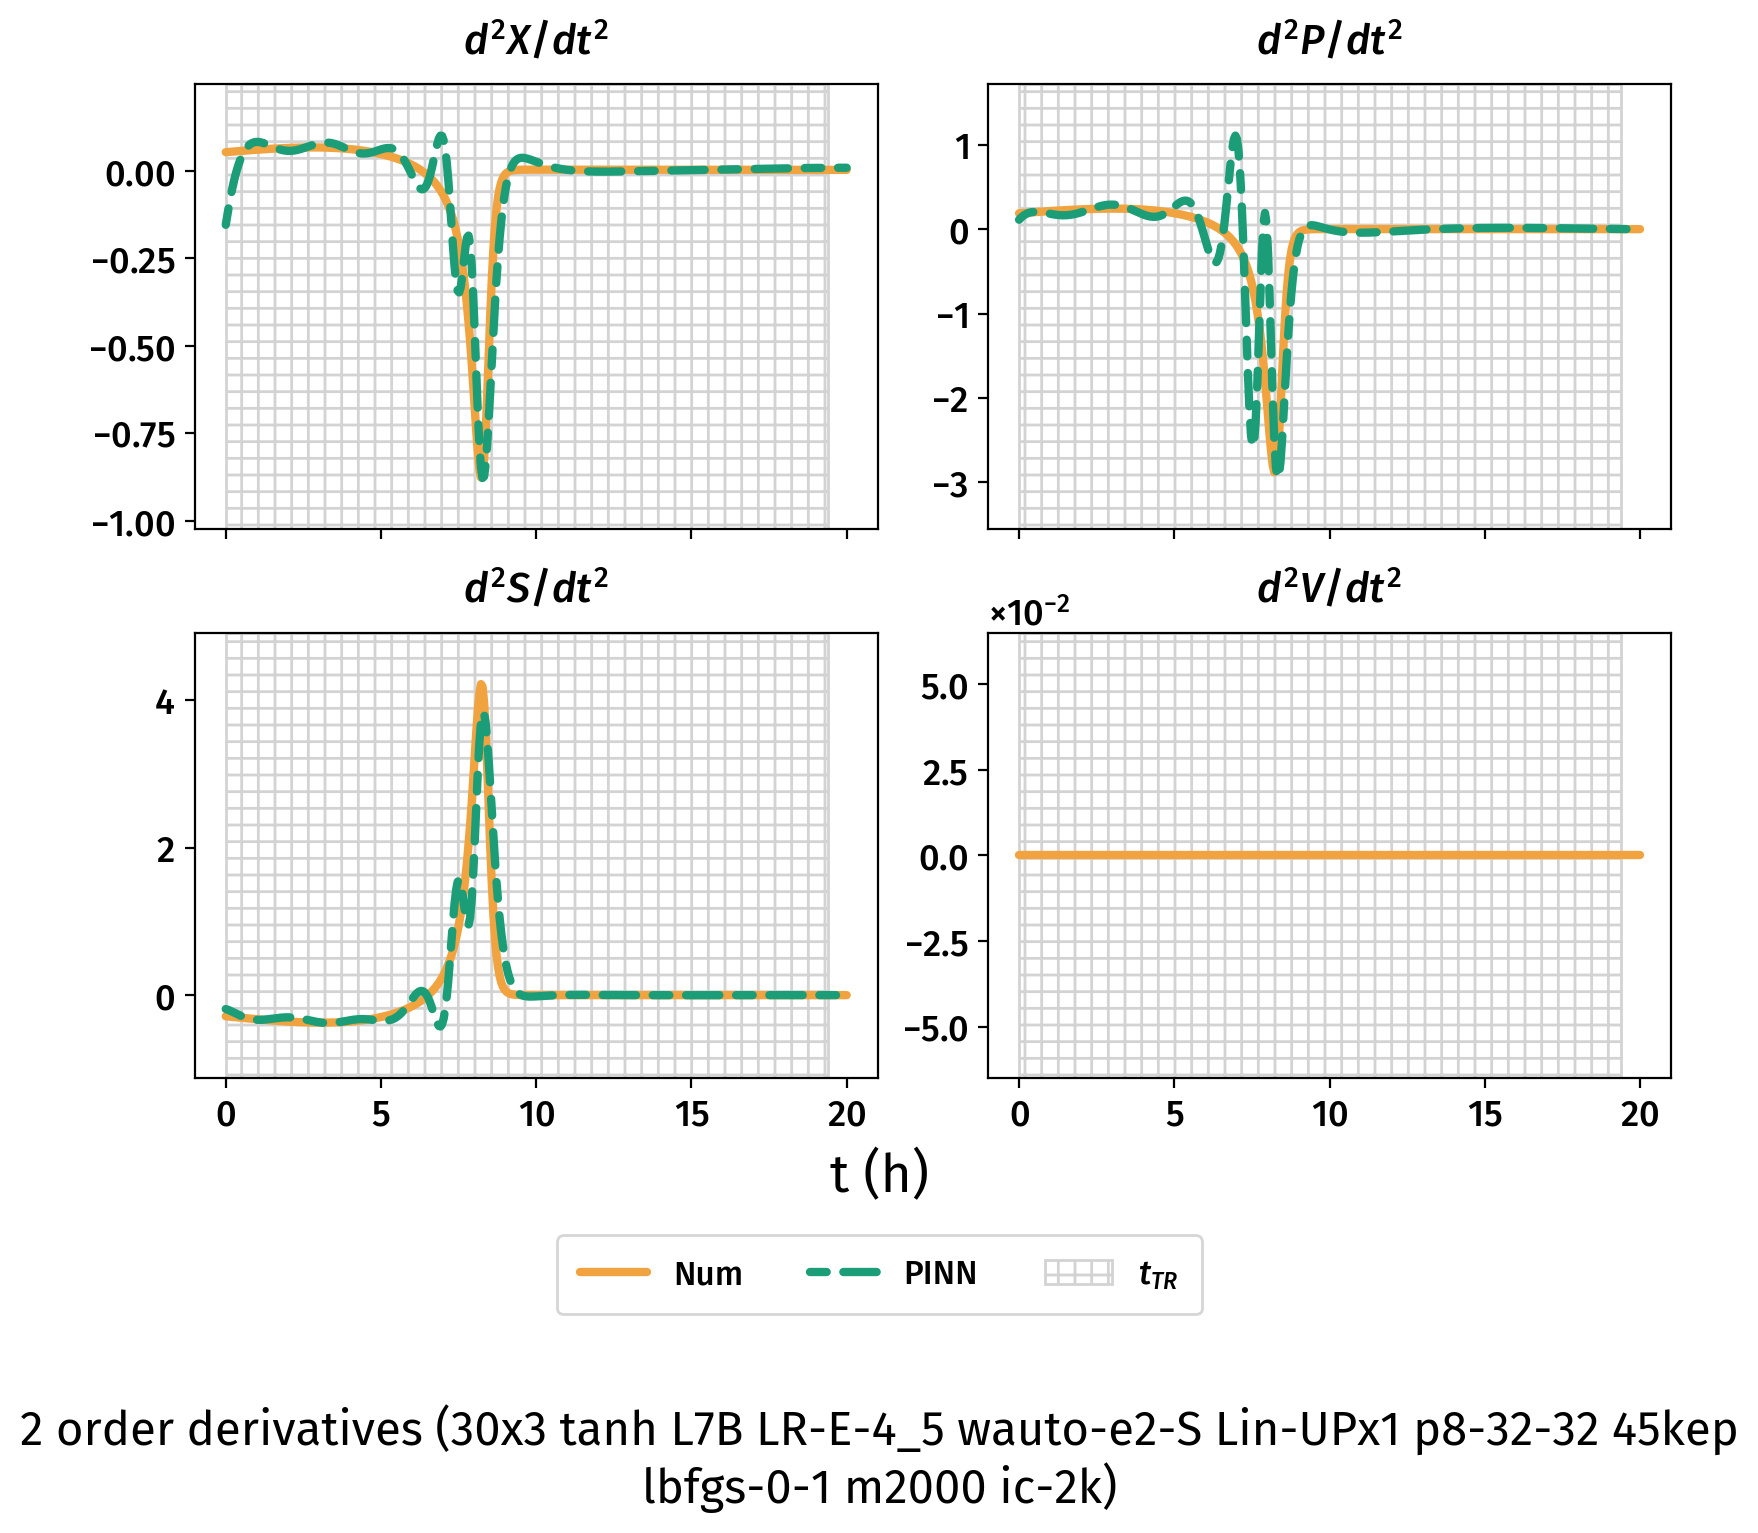 d²X/dt²
d²P/dt²
0.00
−0.25
−0.50
−0.75
−1.00
1
0
−1
−2
−3
d²S/dt²
d²V/dt²
×10⁻²
4
2
0
5.0
2.5
0.0
−2.5
−5.0
0 5 10 15 20
0 5 10 15 20
t (h)
Num PINN t_TR
2 order derivatives (30x3 tanh L7B LR-E-4_5 wauto-e2-S Lin-UPx1 p8-32-32 45kep
lbfgs-0-1 m2000 ic-2k)